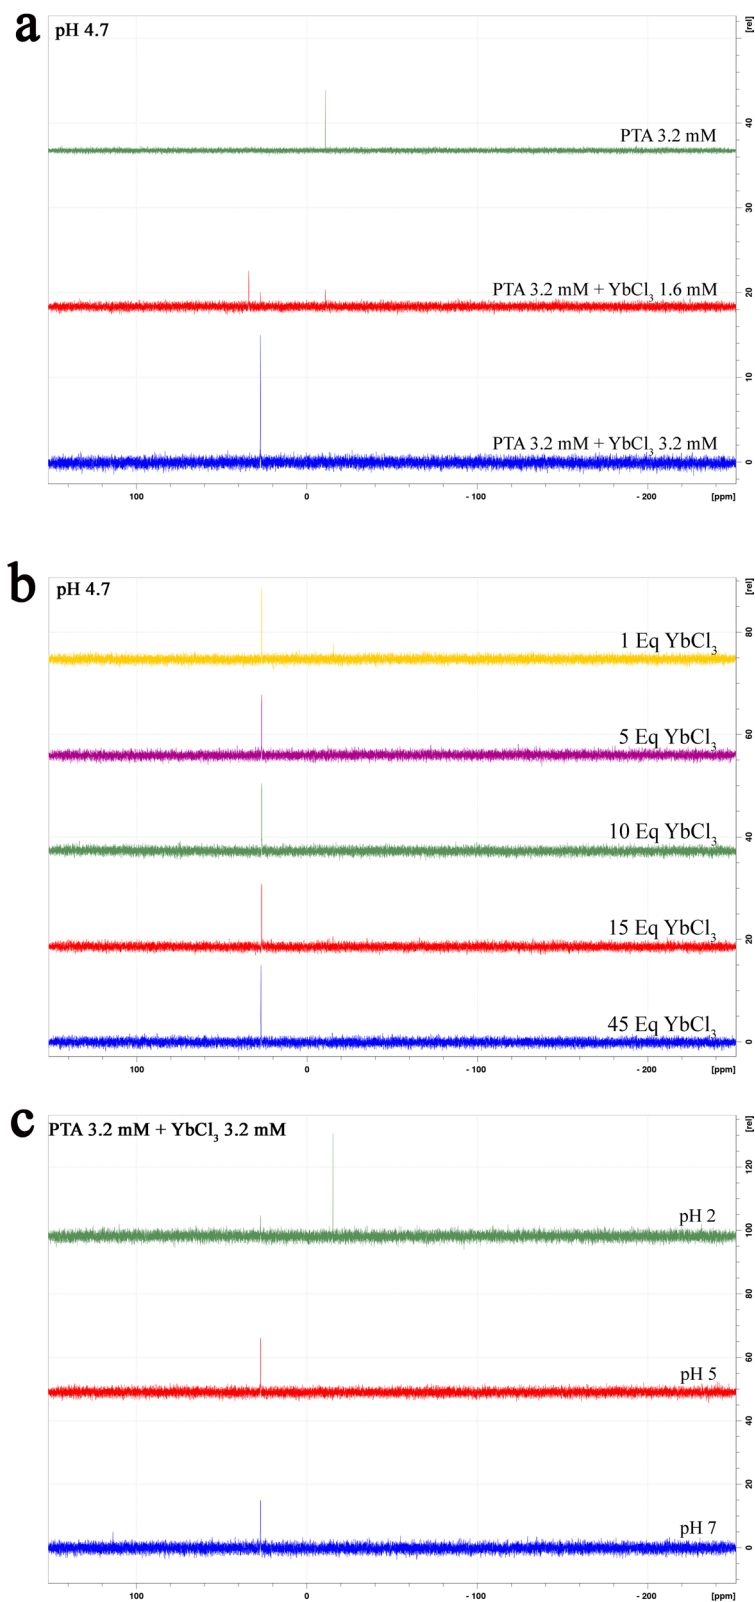 a
pH 4.7
[rel]
PTA 3.2 mM
40
30
PTA 3.2 mM + YbCl₃ 1.6 mM
20
10
PTA 3.2 mM + YbCl₃ 3.2 mM
0
100 0 - 100 - 200 [ppm]
b
pH 4.7
[rel]
1 Eq YbCl₃
80
5 Eq YbCl₃
60
10 Eq YbCl₃
40
15 Eq YbCl₃
20
45 Eq YbCl₃
0
100 0 - 100 - 200 [ppm]
c
PTA 3.2 mM + YbCl₃ 3.2 mM
[rel]
120
pH 2
100
80
60
pH 5
40
20
pH 7
0
100 0 - 100 - 200 [ppm]